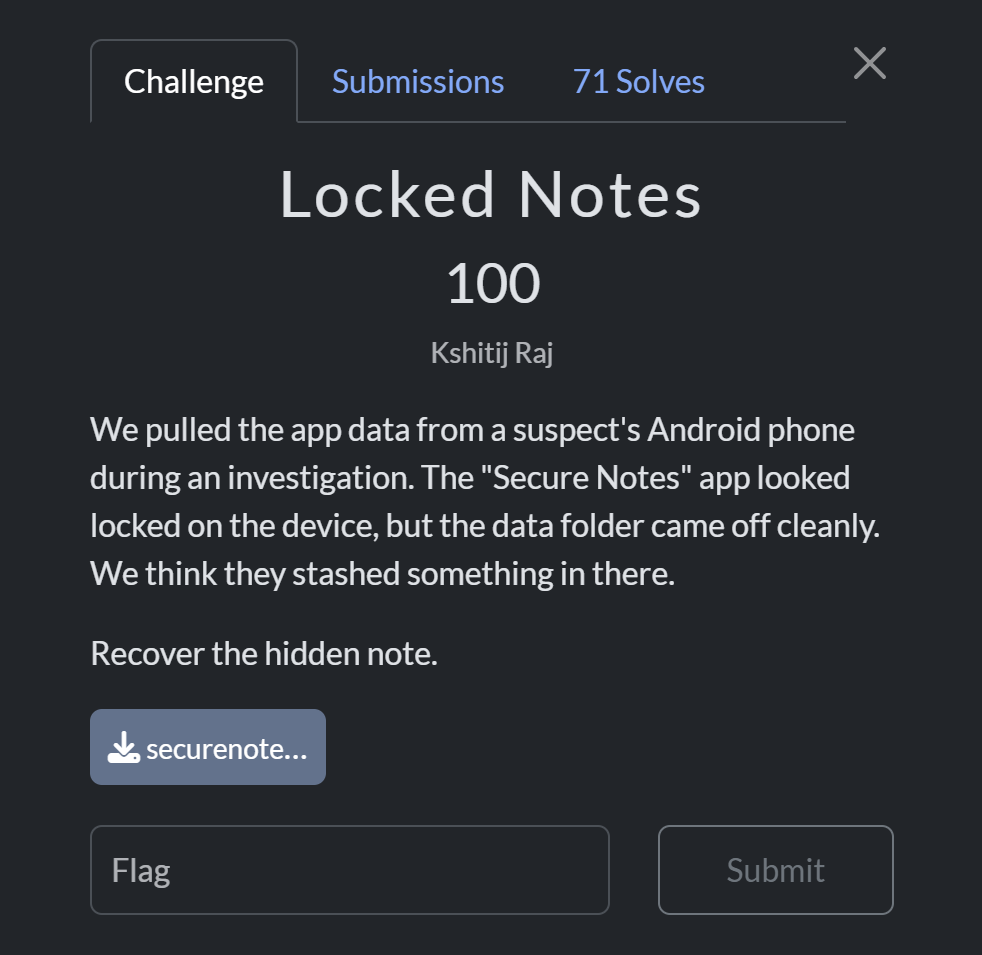 Challenge Submissions 71 Solves
Locked Notes
100
Kshitij Raj
We pulled the app data from a suspect's Android phone
during an investigation. The "Secure Notes" app looked
locked on the device, but the data folder came off cleanly.
We think they stashed something in there.
Recover the hidden note.
securenote...
Flag Submit